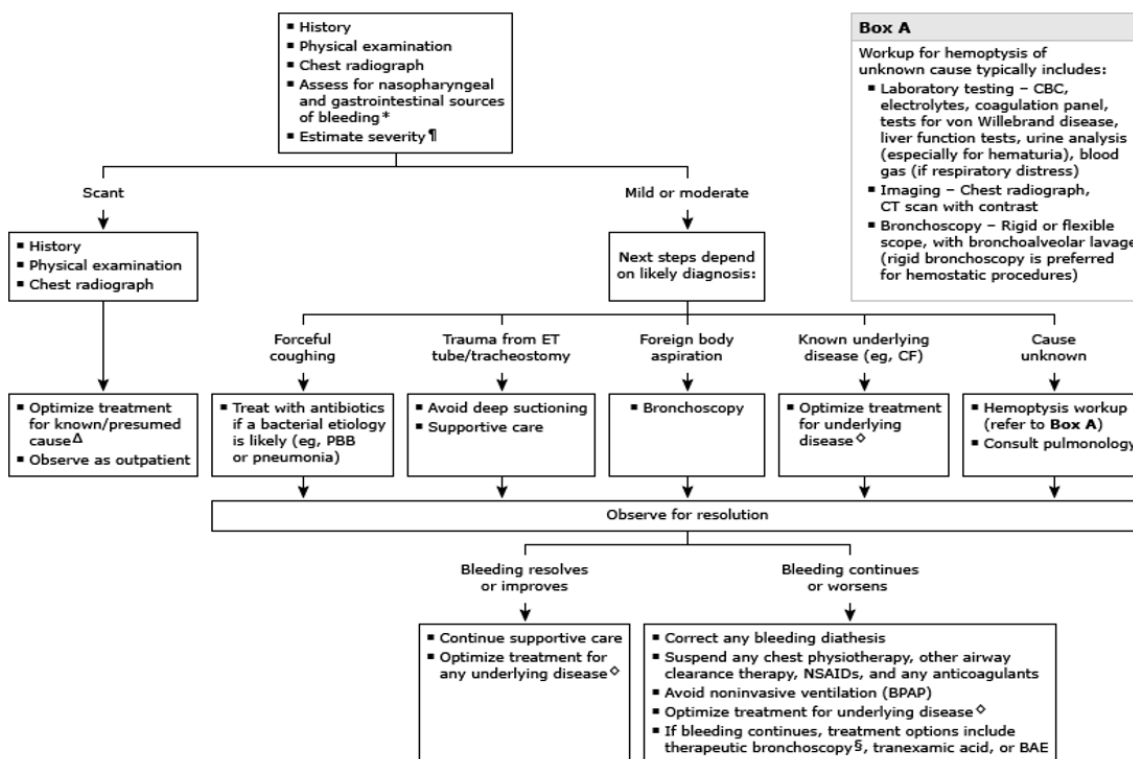 ▪ History
▪ Physical examination
▪ Chest radiograph
▪ Assess for nasopharyngeal
and gastrointestinal sources
of bleeding*
▪ Estimate severity¶
Box A
Workup for hemoptysis of
unknown cause typically includes:
▪ Laboratory testing – CBC,
electrolytes, coagulation panel,
tests for von Willebrand disease,
liver function tests, urine analysis
(especially for hematuria), blood
gas (if respiratory distress)
▪ Imaging – Chest radiograph,
CT scan with contrast
▪ Bronchoscopy – Rigid or flexible
scope, with bronchoalveolar lavage
(rigid bronchoscopy is preferred
for hemostatic procedures)
Scant
Mild or moderate
▪ History
▪ Physical examination
▪ Chest radiograph
Next steps depend
on likely diagnosis:
Forceful
coughing
Trauma from ET
tube/tracheostomy
Foreign body
aspiration
Known underlying
disease (eg, CF)
Cause
unknown
▪ Optimize treatment
for known/presumed
causeΔ
▪ Observe as outpatient
▪ Treat with antibiotics
if a bacterial etiology
is likely (eg, PBB
or pneumonia)
▪ Avoid deep suctioning
▪ Supportive care
▪ Bronchoscopy
▪ Optimize treatment
for underlying
disease◇
▪ Hemoptysis workup
(refer to Box A)
▪ Consult pulmonology
Observe for resolution
Bleeding resolves
or improves
Bleeding continues
or worsens
▪ Continue supportive care
▪ Optimize treatment for
any underlying disease◇
▪ Correct any bleeding diathesis
▪ Suspend any chest physiotherapy, other airway
clearance therapy, NSAIDs, and any anticoagulants
▪ Avoid noninvasive ventilation (BPAP)
▪ Optimize treatment for underlying disease◇
▪ If bleeding continues, treatment options include
therapeutic bronchoscopy§, tranexamic acid, or BAE